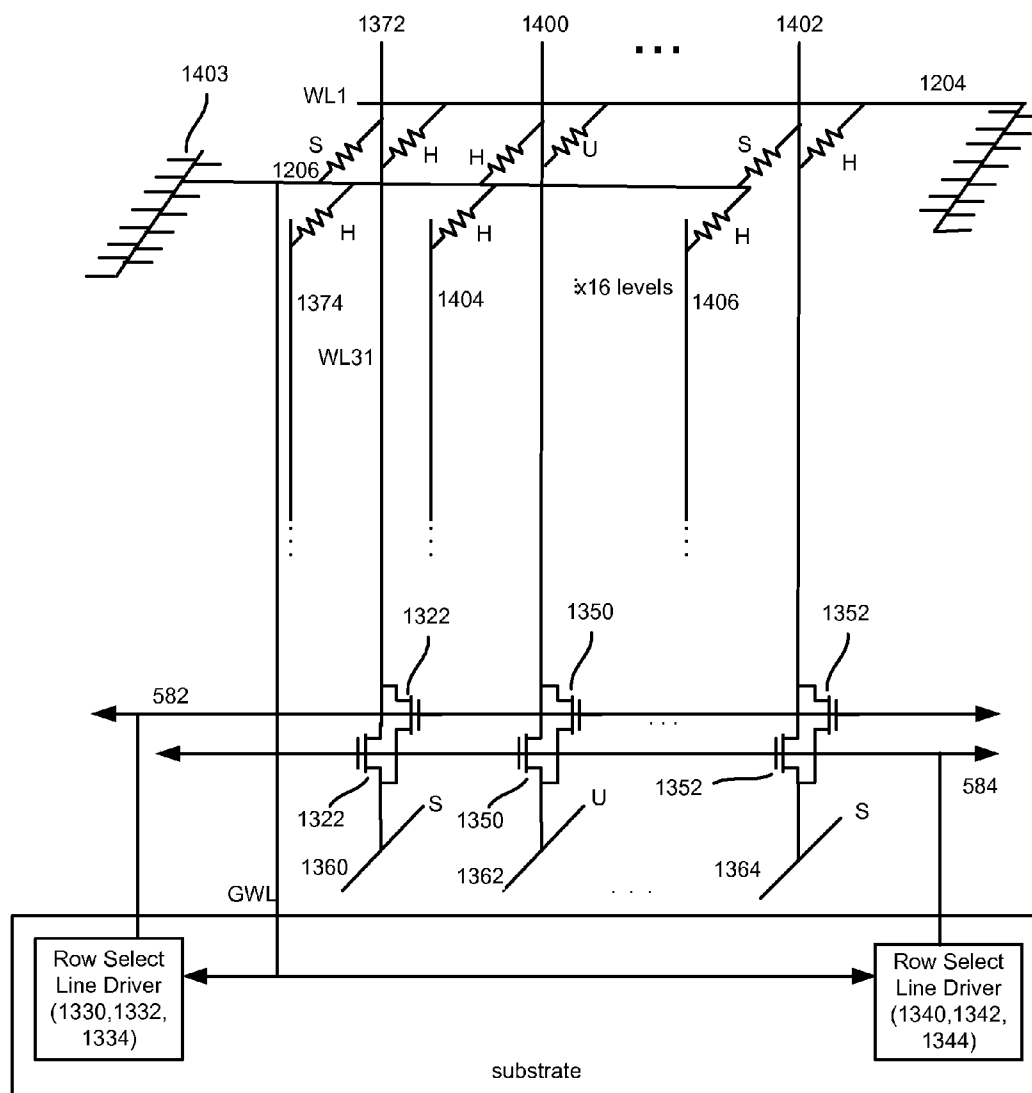 1372
1400
1402
1403
WL1
1204
S
H
H
U
S
H
1206
H
H
H
1374
1404
:x16 levels
1406
WL31
1322
1350
1352
582
1322
1350
1352
584
S
U
S
1360
1362
1364
GWL
Row Select
Line Driver
(1330,1332,
1334)
Row Select
Line Driver
(1340,1342,
1344)
substrate